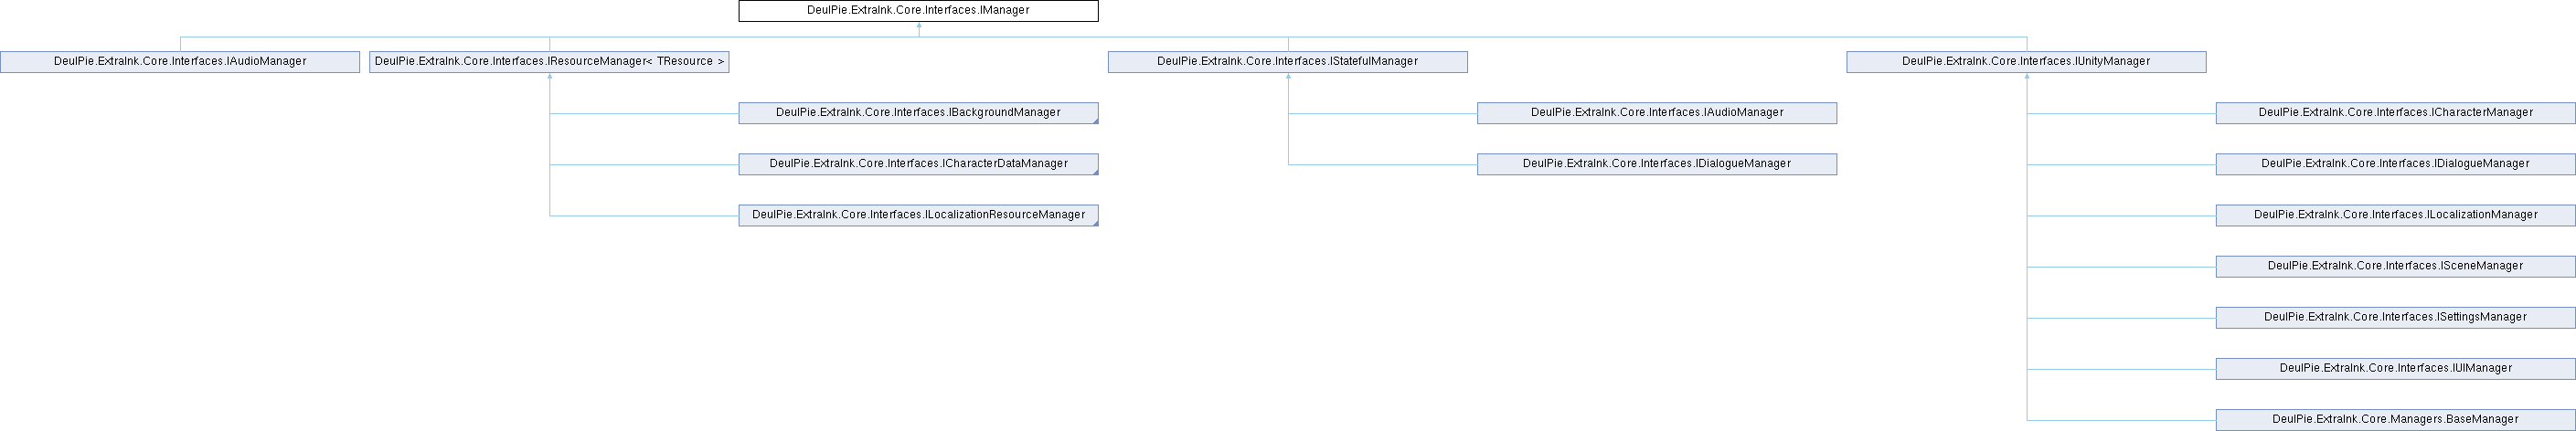 DeulPie.ExtraInk.Core.Interfaces.IManager
DeulPie.ExtraInk.Core.Interfaces.IAudioManager
DeulPie.ExtraInk.Core.Interfaces.IResourceManager< TResource >
DeulPie.ExtraInk.Core.Interfaces.IStatefulManager
DeulPie.ExtraInk.Core.Interfaces.IUnityManager
DeulPie.ExtraInk.Core.Interfaces.IBackgroundManager
DeulPie.ExtraInk.Core.Interfaces.IAudioManager
DeulPie.ExtraInk.Core.Interfaces.ICharacterManager
DeulPie.ExtraInk.Core.Interfaces.ICharacterDataManager
DeulPie.ExtraInk.Core.Interfaces.IDialogueManager
DeulPie.ExtraInk.Core.Interfaces.IDialogueManager
DeulPie.ExtraInk.Core.Interfaces.ILocalizationResourceManager
DeulPie.ExtraInk.Core.Interfaces.ILocalizationManager
DeulPie.ExtraInk.Core.Interfaces.ISceneManager
DeulPie.ExtraInk.Core.Interfaces.ISettingsManager
DeulPie.ExtraInk.Core.Interfaces.IUIManager
DeulPie.ExtraInk.Core.Managers.BaseManager